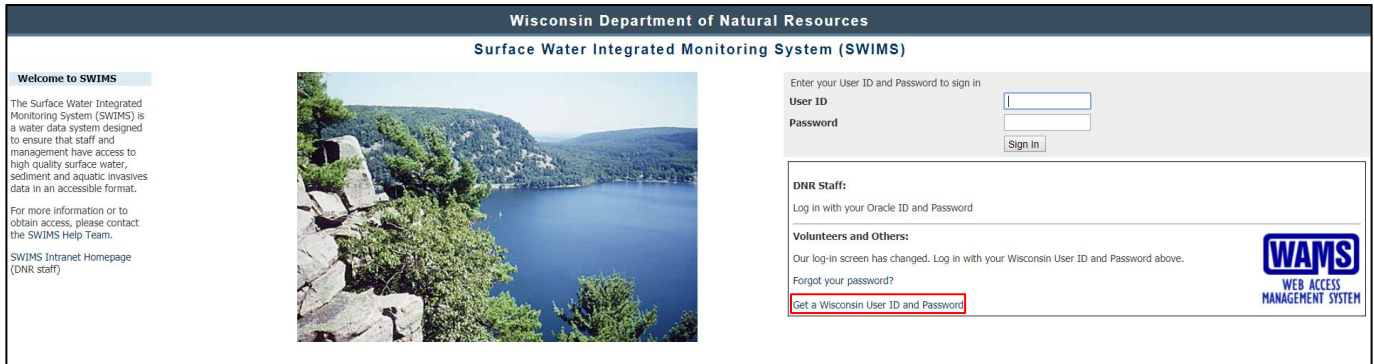 Wisconsin Department of Natural Resources
Surface Water Integrated Monitoring System (SWIMS)
Welcome to SWIMS
The Surface Water Integrated
Monitoring System (SWIMS) is
a water data system designed
to ensure that staff and
management have access to
high quality surface water,
sediment and aquatic invasives
data in an accessible format.
For more information or to
obtain access, please contact
the SWIMS Help Team.
SWIMS Intranet Homepage
(DNR staff)
Enter your User ID and Password to sign in
User ID
Password
Sign In
DNR Staff:
Log in with your Oracle ID and Password
Volunteers and Others:
Our log-in screen has changed. Log in with your Wisconsin User ID and Password above.
Forgot your password?
Get a Wisconsin User ID and Password
WAMS
WEB ACCESS
MANAGEMENT SYSTEM